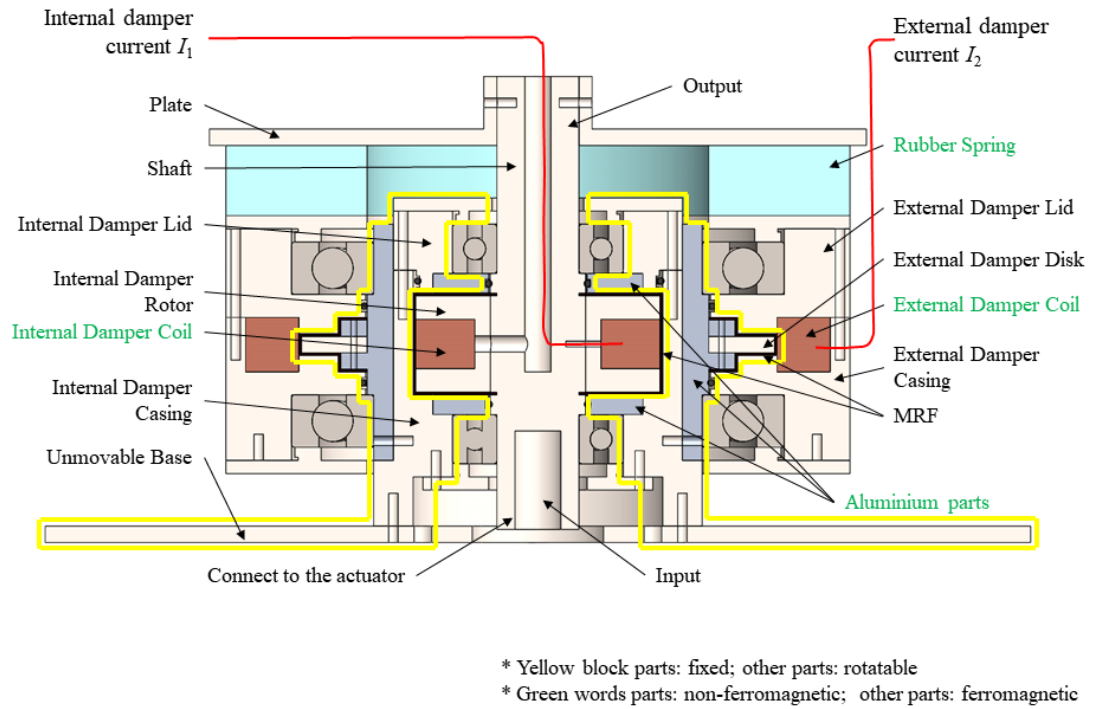 Internal damper
current I1
External damper
current I2
Output
Plate
Rubber Spring
Shaft
External Damper Lid
Internal Damper Lid
External Damper Disk
Internal Damper
Rotor
External Damper Coil
Internal Damper Coil
External Damper
Casing
Internal Damper
Casing
MRF
Unmovable Base
Aluminium parts
Connect to the actuator
Input
* Yellow block parts: fixed; other parts: rotatable
* Green words parts: non-ferromagnetic; other parts: ferromagnetic